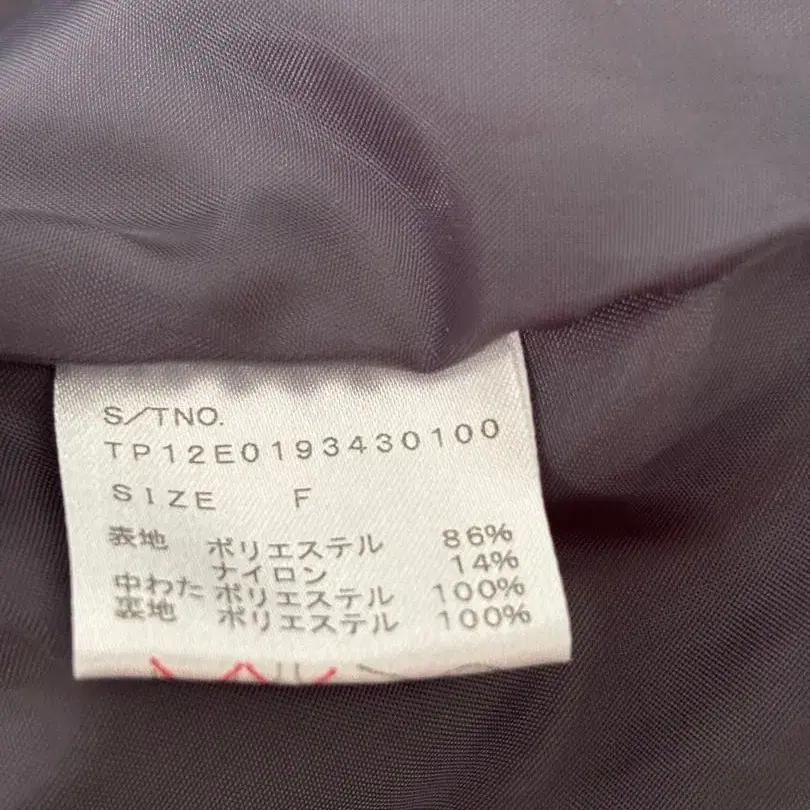 S/TNO.
TP12E0193430100
SIZE F
表地 ポリエステル 86%
ナイロン 14%
中わた ポリエステル 100%
裏地 ポリエステル 100%